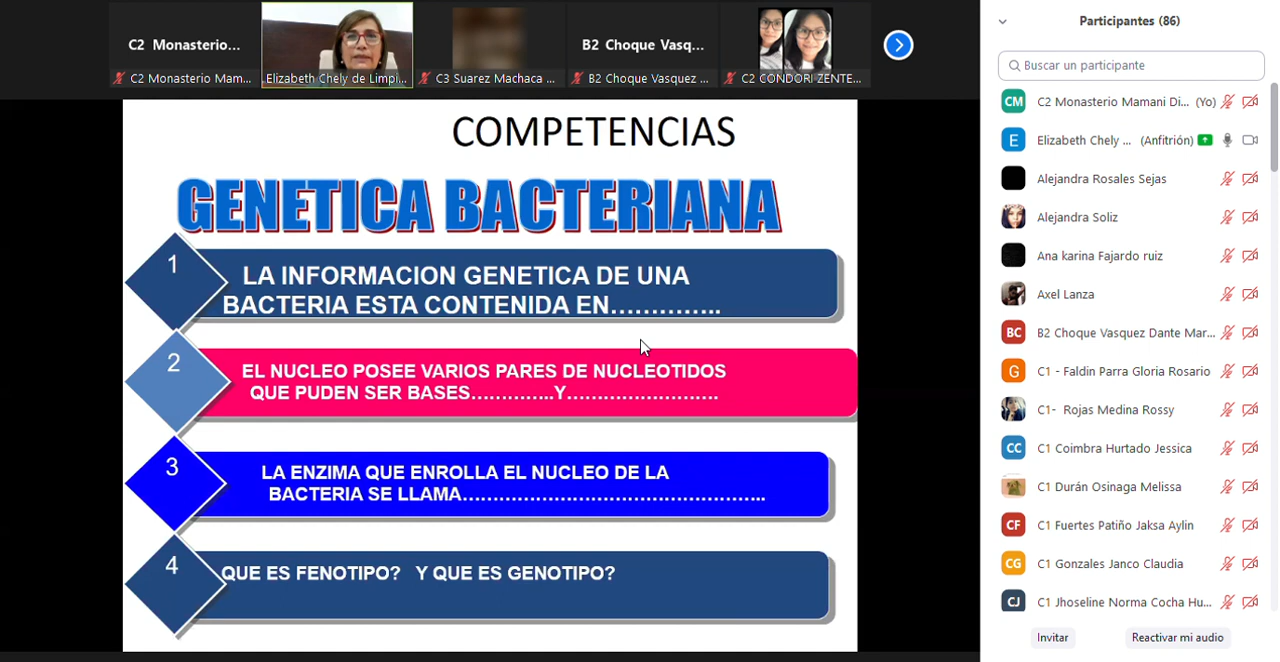 C2 Monasterio...
B2 Choque Vasq...
C2 Monasterio Mam...
Elizabeth Chely de Limpi...
C3 Suarez Machaca ...
B2 Choque Vasquez ...
C2 CONDORI ZENTE...
COMPETENCIAS
GENETICA BACTERIANA
1
LA INFORMACION GENETICA DE UNA
BACTERIA ESTA CONTENIDA EN…………..
2
EL NUCLEO POSEE VARIOS PARES DE NUCLEOTIDOS
QUE PUDEN SER BASES…………..Y…………………….
3
LA ENZIMA QUE ENROLLA EL NUCLEO DE LA
BACTERIA SE LLAMA………………………………………..
4
QUE ES FENOTIPO? Y QUE ES GENOTIPO?
Participantes (86)
Buscar un participante
CM C2 Monasterio Mamani Di... (Yo)
E Elizabeth Chely ... (Anfitrión)
Alejandra Rosales Sejas
Alejandra Soliz
Ana karina Fajardo ruiz
Axel Lanza
BC B2 Choque Vasquez Dante Mar...
G C1 - Faldin Parra Gloria Rosario
C1- Rojas Medina Rossy
CC C1 Coimbra Hurtado Jessica
C1 Durán Osinaga Melissa
CF C1 Fuertes Patiño Jaksa Aylin
CG C1 Gonzales Janco Claudia
CJ C1 Jhoseline Norma Cocha Hu...
Invitar
Reactivar mi audio